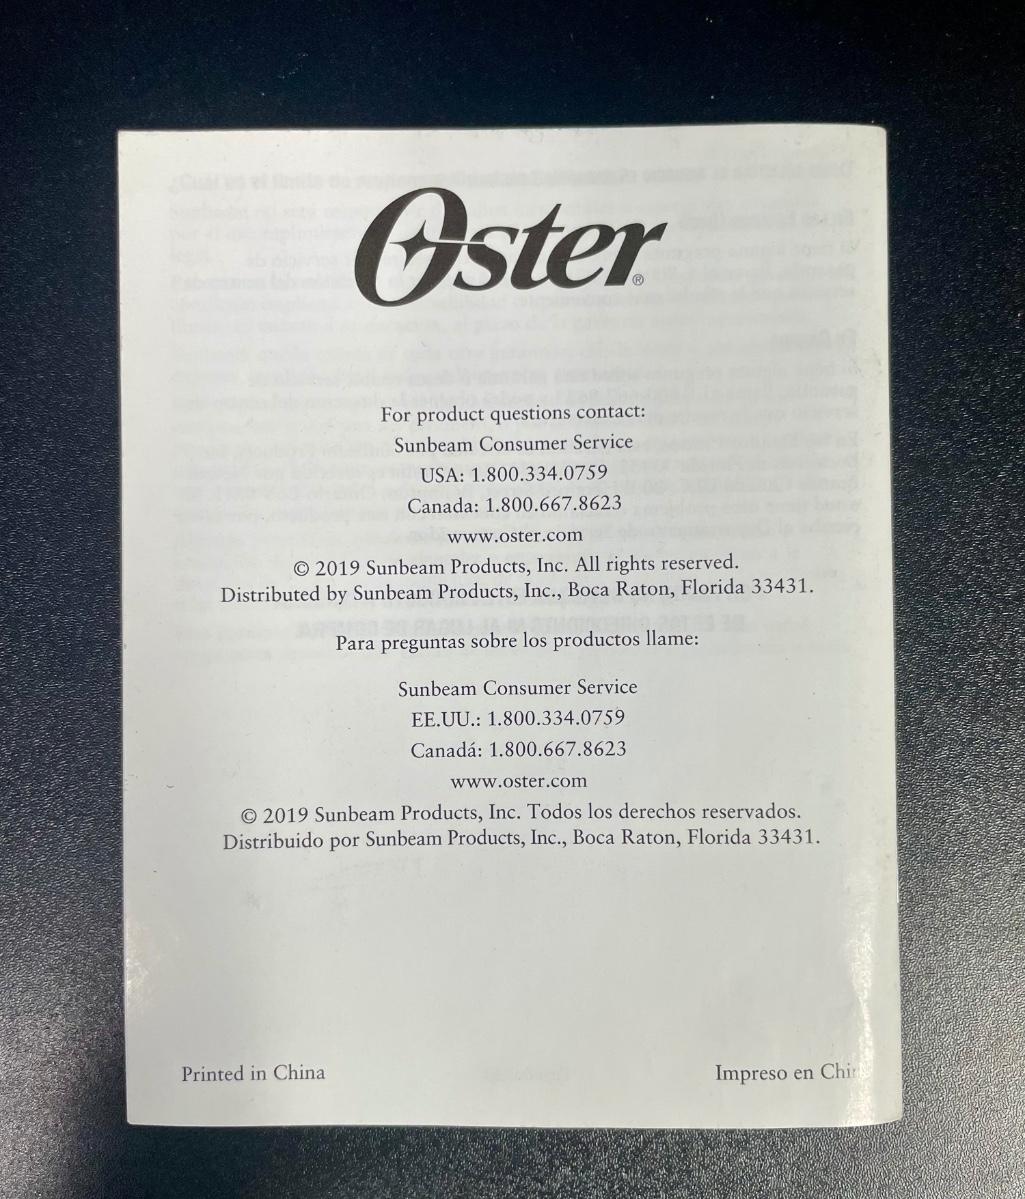 Oster®
For product questions contact:
Sunbeam Consumer Service
USA: 1.800.334.0759
Canada: 1.800.667.8623
www.oster.com
© 2019 Sunbeam Products, Inc. All rights reserved.
Distributed by Sunbeam Products, Inc., Boca Raton, Florida 33431.
Para preguntas sobre los productos llame:
Sunbeam Consumer Service
EE.UU.: 1.800.334.0759
Canadá: 1.800.667.8623
www.oster.com
© 2019 Sunbeam Products, Inc. Todos los derechos reservados.
Distribuido por Sunbeam Products, Inc., Boca Raton, Florida 33431.
Printed in China
Impreso en Chi